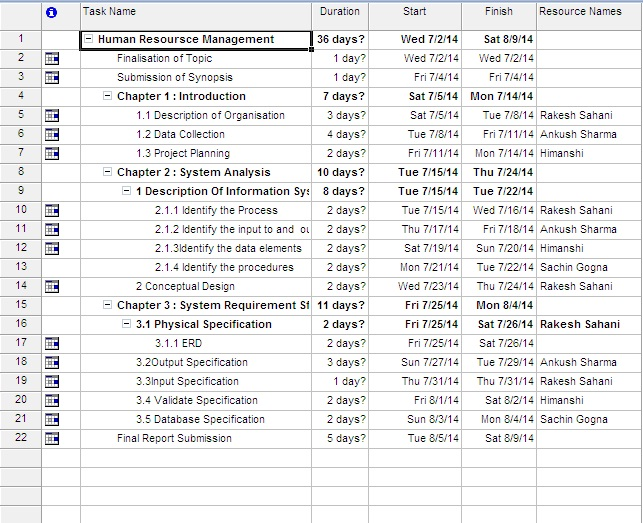 Task Name Duration Start Finish Resource Names
1 Human Resoursce Management 36 days? Wed 7/2/14 Sat 8/9/14
2 Finalisation of Topic 1 day? Wed 7/2/14 Wed 7/2/14
3 Submission of Synopsis 1 day? Fri 7/4/14 Fri 7/4/14
4 Chapter 1 : Introduction 7 days? Sat 7/5/14 Mon 7/14/14
5 1.1 Description of Organisation 3 days? Sat 7/5/14 Tue 7/8/14 Rakesh Sahani
6 1.2 Data Collection 4 days? Tue 7/8/14 Fri 7/11/14 Ankush Sharma
7 1.3 Project Planning 2 days? Fri 7/11/14 Mon 7/14/14 Himanshi
8 Chapter 2 : System Analysis 10 days? Tue 7/15/14 Thu 7/24/14
9 1 Description Of Information Sys 8 days? Tue 7/15/14 Tue 7/22/14
10 2.1.1 Identify the Process 2 days? Tue 7/15/14 Wed 7/16/14 Rakesh Sahani
11 2.1.2 Identify the input to and ou 2 days? Thu 7/17/14 Fri 7/18/14 Ankush Sharma
12 2.1.3Identify the data elements 2 days? Sat 7/19/14 Sun 7/20/14 Himanshi
13 2.1.4 Identify the procedures 2 days? Mon 7/21/14 Tue 7/22/14 Sachin Gogna
14 2 Conceptual Design 2 days? Wed 7/23/14 Thu 7/24/14 Rakesh Sahani
15 Chapter 3 : System Requirement 11 days? Fri 7/25/14 Mon 8/4/14
16 3.1 Physical Specification 2 days? Fri 7/25/14 Sat 7/26/14 Rakesh Sahani
17 3.1.1 ERD 2 days? Fri 7/25/14 Sat 7/26/14
18 3.2Output Specification 3 days? Sun 7/27/14 Tue 7/29/14 Ankush Sharma
19 3.3Input Specification 1 day? Thu 7/31/14 Thu 7/31/14 Rakesh Sahani
20 3.4 Validate Specification 2 days? Fri 8/1/14 Sat 8/2/14 Himanshi
21 3.5 Database Specification 2 days? Sun 8/3/14 Mon 8/4/14 Sachin Gogna
22 Final Report Submission 5 days? Tue 8/5/14 Sat 8/9/14